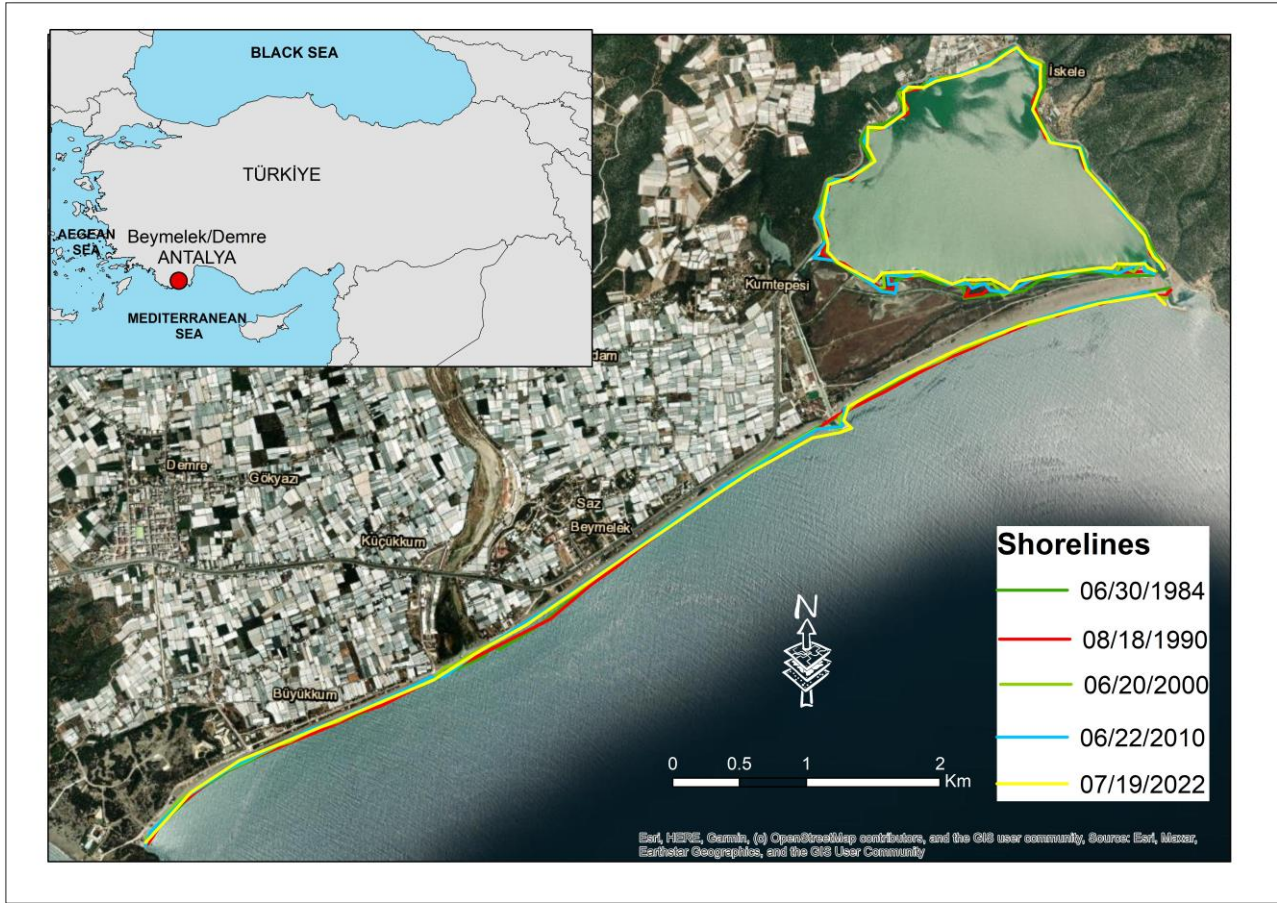 BLACK SEA
TÜRKİYE
AEGEAN
SEA
Beymelek/Demre
ANTALYA
MEDITERRANEAN
SEA
İskele
Kumtepesi
dam
Demre
Gökyazı
Saz
Beymelek
Küçükkum
Büyükkum
N
Shorelines
06/30/1984
08/18/1990
06/20/2000
06/22/2010
07/19/2022
0 0.5 1 2
Km
Esri, HERE, Garmin, (c) OpenStreetMap contributors, and the GIS user community, Source: Esri, Maxar,
Earthstar Geographics, and the GIS User Community